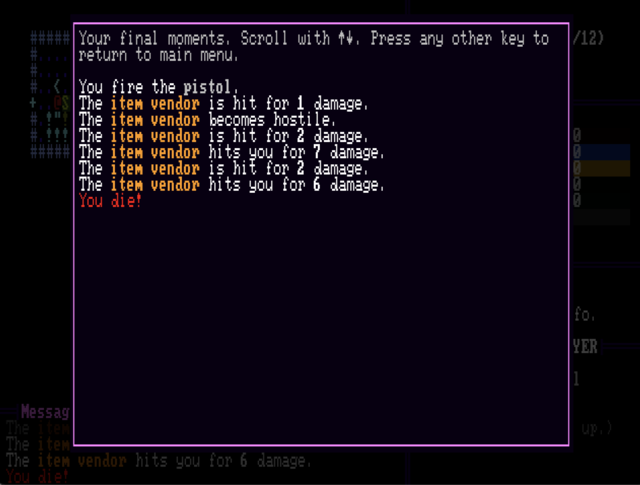 Your final moments. Scroll with ↑↓. Press any other key to
return to main menu.
You fire the pistol.
The item vendor is hit for 1 damage.
The item vendor becomes hostile.
The item vendor is hit for 2 damage.
The item vendor hits you for 7 damage.
The item vendor is hit for 2 damage.
The item vendor hits you for 6 damage.
You die!
/12)
#####
#....
#....
#..<.
+..@S
#.!"!
#.!!!
#####
0
0
0
0
0
fo.
YER
l
up.)
Messag
The item
The item
The item vendor hits you for 6 damage.
You die!